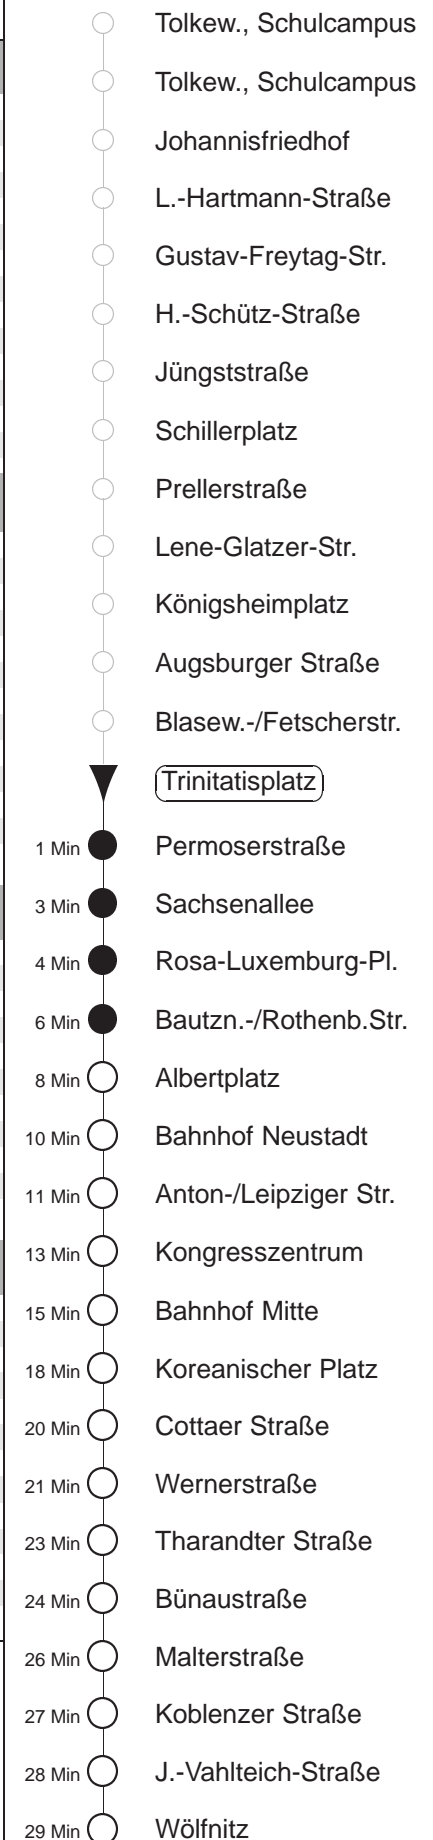 Tolkew., Schulcampus
Tolkew., Schulcampus
Johannisfriedhof
L.-Hartmann-Straße
Gustav-Freytag-Str.
H.-Schütz-Straße
Jüngststraße
Schillerplatz
Prellerstraße
Lene-Glatzer-Str.
Königsheimplatz
Augsburger Straße
Blasew.-/Fetscherstr.
Trinitatisplatz
1 Min Permoserstraße
3 Min Sachsenallee
4 Min Rosa-Luxemburg-Pl.
6 Min Bautzn.-/Rothenb.Str.
8 Min Albertplatz
10 Min Bahnhof Neustadt
11 Min Anton-/Leipziger Str.
13 Min Kongresszentrum
15 Min Bahnhof Mitte
18 Min Koreanischer Platz
20 Min Cottaer Straße
21 Min Wernerstraße
23 Min Tharandter Straße
24 Min Bünaustraße
26 Min Malterstraße
27 Min Koblenzer Straße
28 Min J.-Vahlteich-Straße
29 Min Wölfnitz